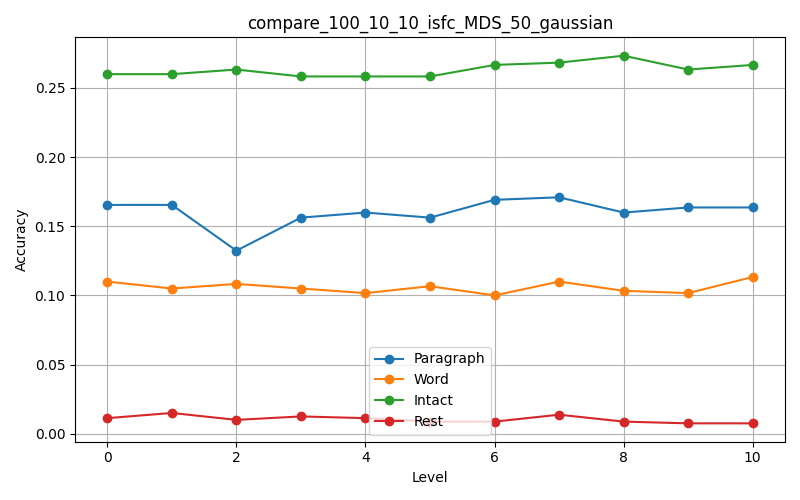 compare_100_10_10_isfc_MDS_50_gaussian
Accuracy
0.25
0.20
0.15
0.10
0.05
0.00
Paragraph
Word
Intact
Rest
0 2 4 6 8 10
Level